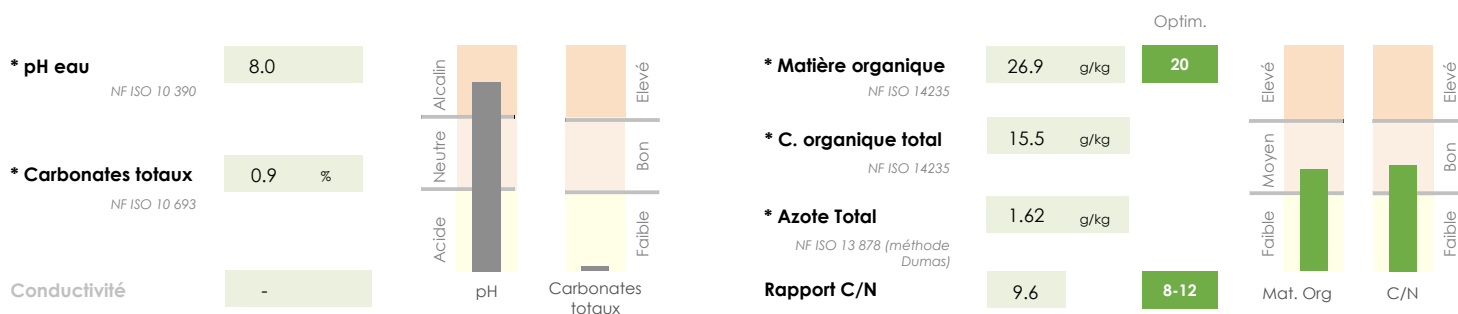 * pH eau
8.0
NF ISO 10 390
* Carbonates totaux
0.9 %
NF ISO 10 693
Conductivité
-
Alcalin
Neutre
Acide
pH
Elevé
Bon
Faible
Carbonates
totaux
Optim.
* Matière organique
26.9 g/kg
20
NF ISO 14235
* C. organique total
15.5 g/kg
NF ISO 14235
* Azote Total
1.62 g/kg
NF ISO 13 878 (méthode
Dumas)
Rapport C/N
9.6
8-12
Elevé
Moyen
Faible
Mat. Org
Elevé
Bon
Faible
C/N